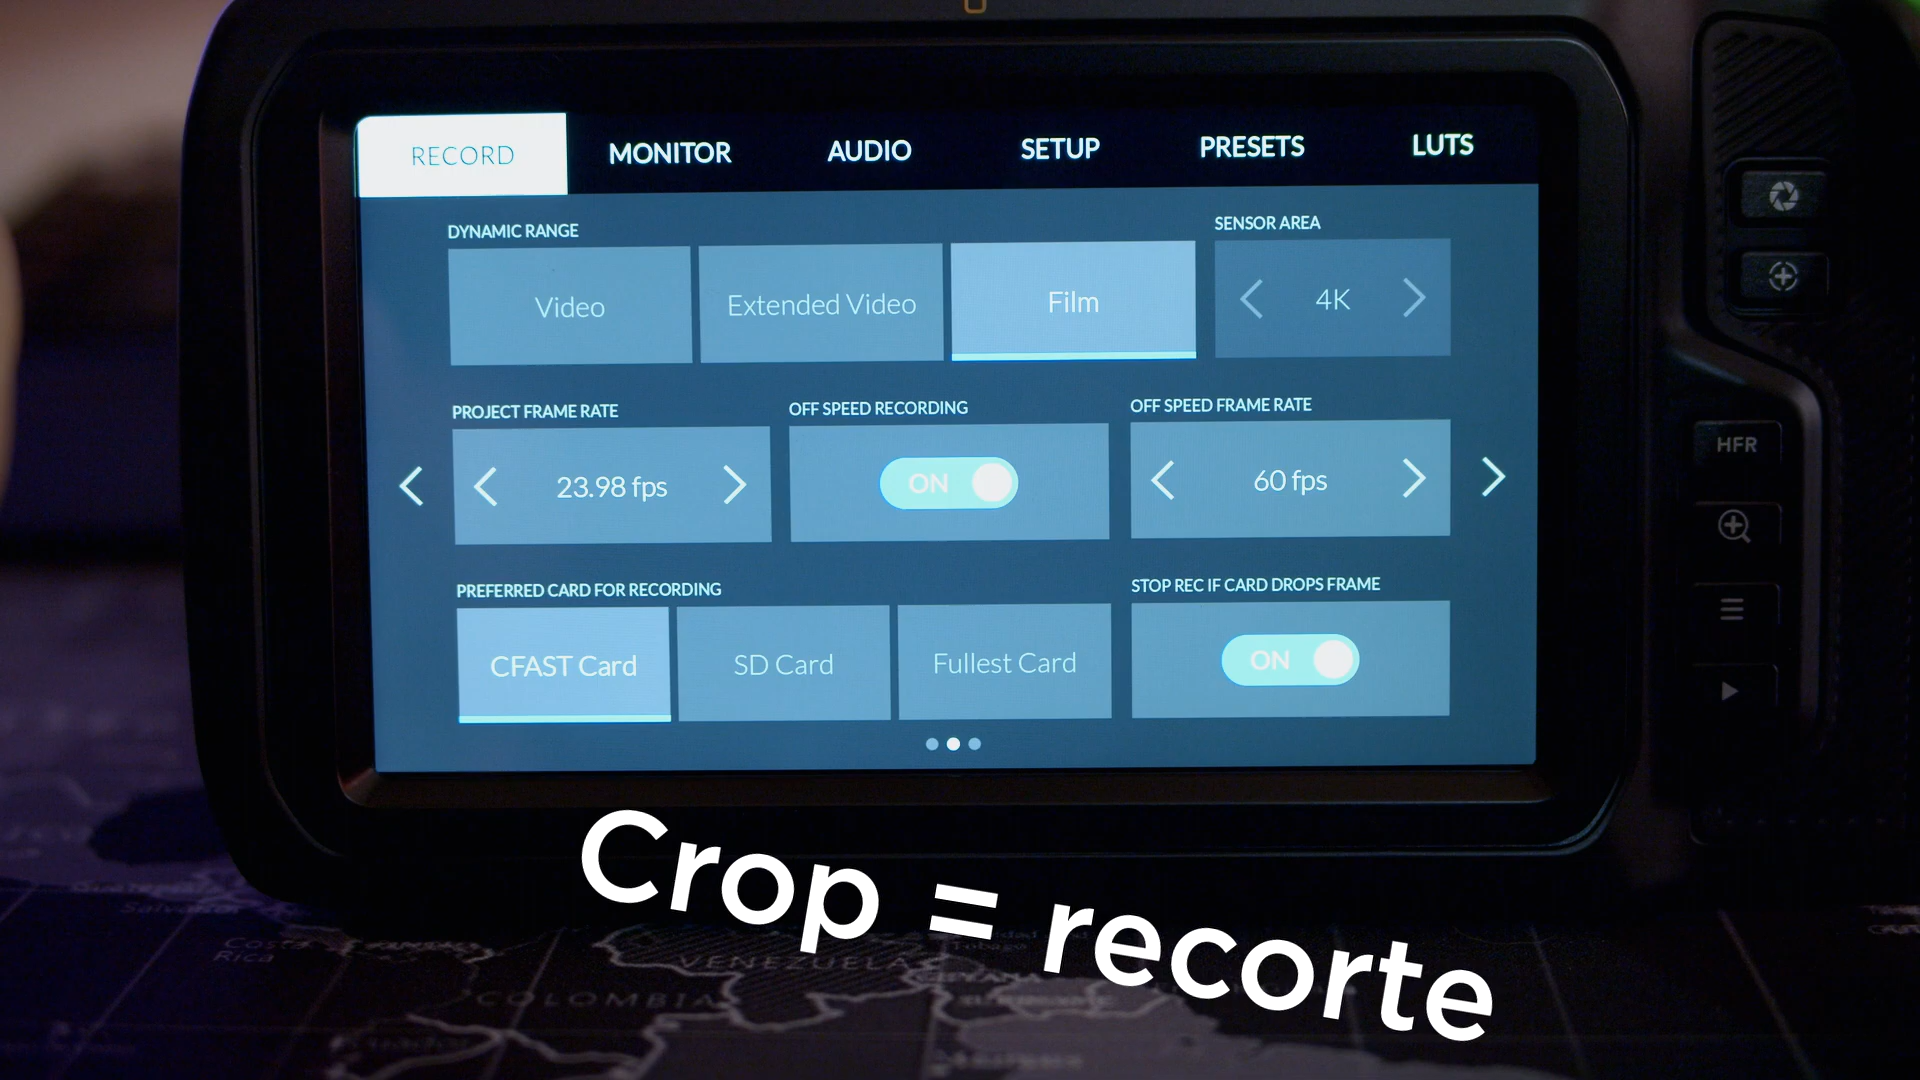 RECORD MONITOR AUDIO SETUP PRESETS LUTS
DYNAMIC RANGE SENSOR AREA
Video Extended Video Film 4K
PROJECT FRAME RATE OFF SPEED RECORDING OFF SPEED FRAME RATE
23.98 fps ON 60 fps
PREFERRED CARD FOR RECORDING STOP REC IF CARD DROPS FRAME
CFAST Card SD Card Fullest Card ON
HFR
Crop = recorte
Costa
Rica
VENEZUELA
COLOMBIA